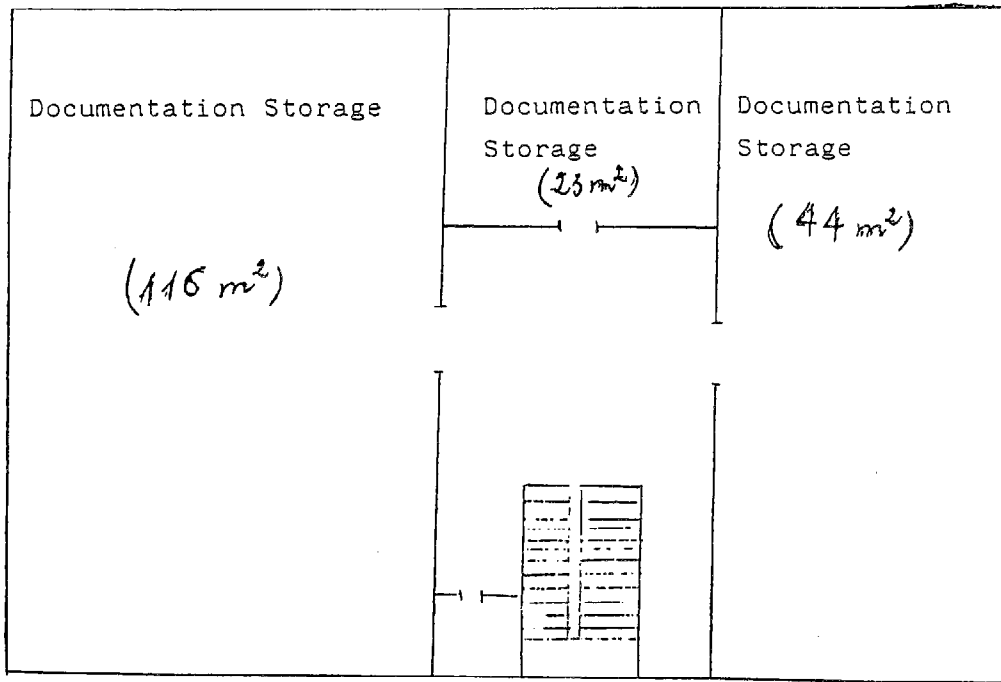 Documentation Storage
(116 m²)
Documentation
Storage
(23 m²)
Documentation
Storage
(44 m²)